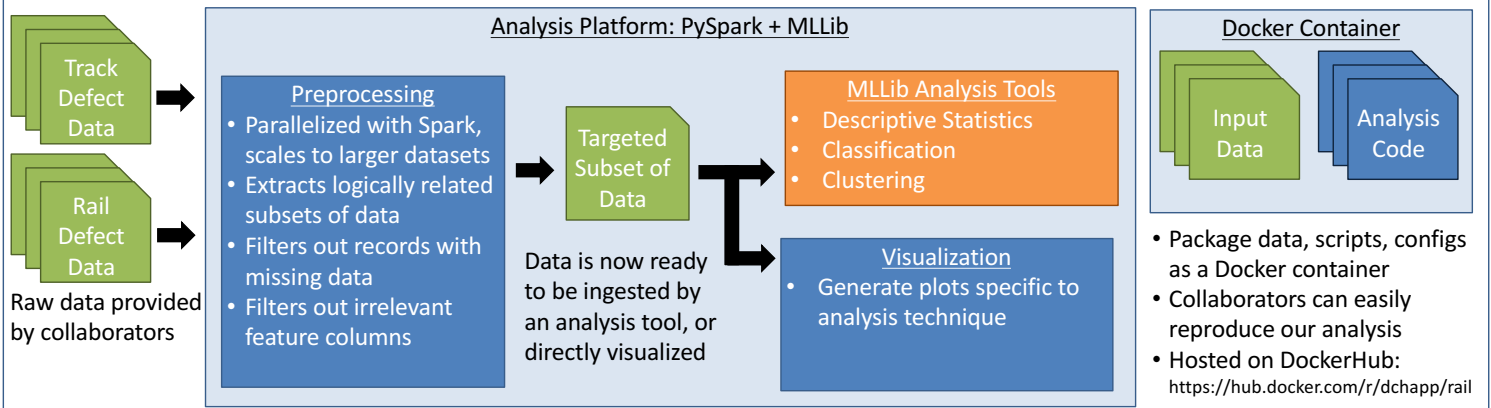 Analysis Platform: PySpark + MLLib
Track
Defect
Data
Rail
Defect
Data
Raw data provided
by collaborators
Preprocessing
• Parallelized with Spark,
scales to larger datasets
• Extracts logically related
subsets of data
• Filters out records with
missing data
• Filters out irrelevant
feature columns
Targeted
Subset of
Data
Data is now ready
to be ingested by
an analysis tool, or
directly visualized
MLLib Analysis Tools
• Descriptive Statistics
• Classification
• Clustering
Visualization
• Generate plots specific to
analysis technique
Docker Container
Input
Data
Analysis
Code
• Package data, scripts, configs
as a Docker container
• Collaborators can easily
reproduce our analysis
• Hosted on DockerHub:
https://hub.docker.com/r/dchapp/rail